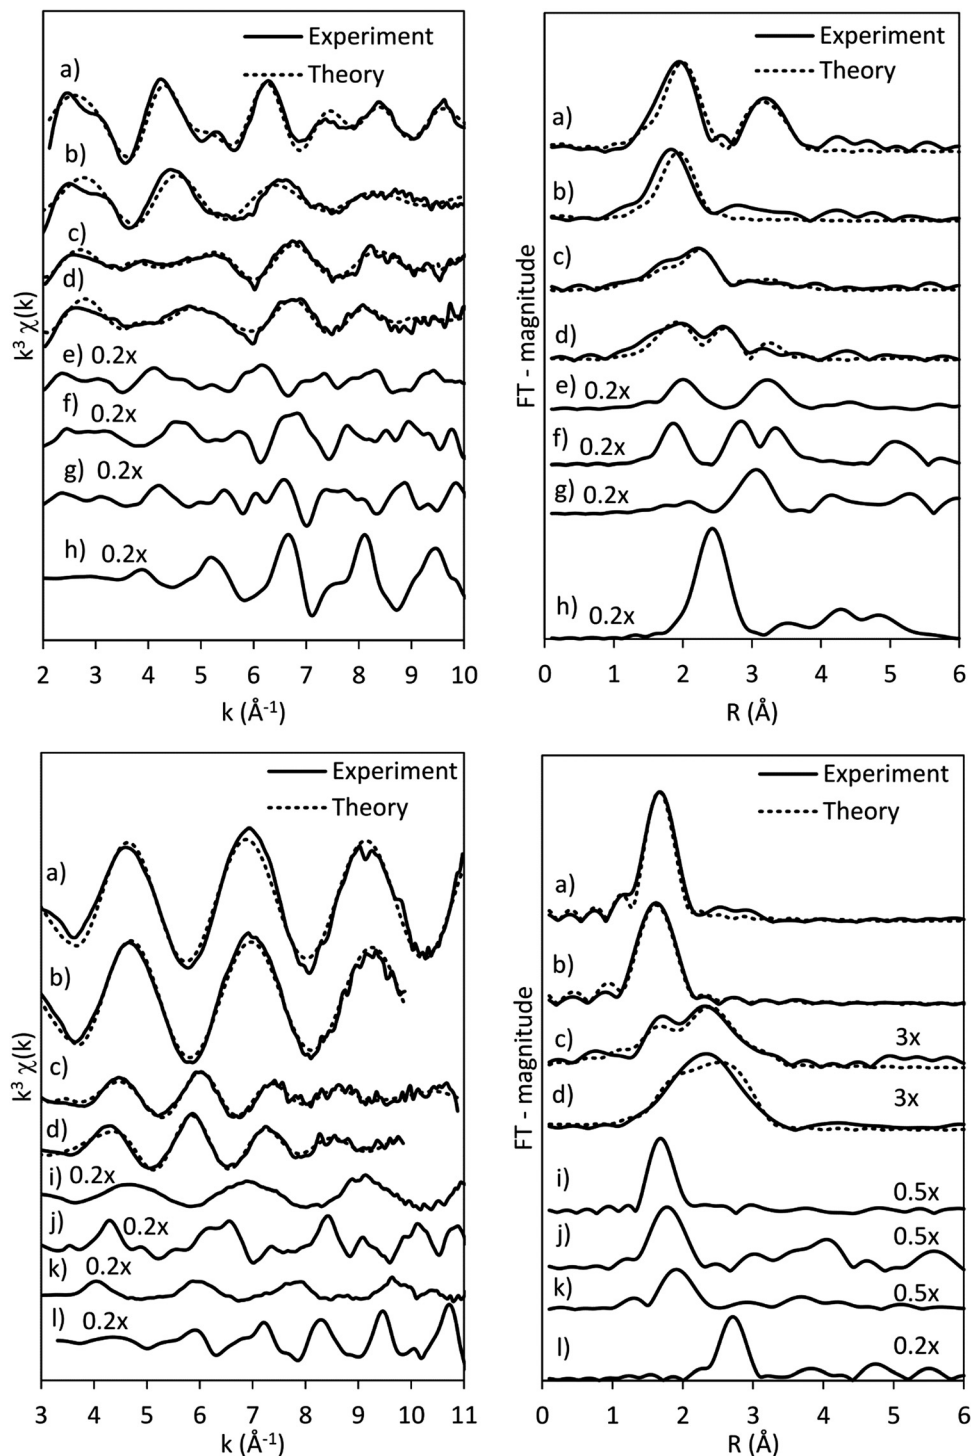 Experiment
Theory
a)
b)
c)
d)
e) 0.2x
f) 0.2x
g) 0.2x
h) 0.2x
k³ χ(k)
2 3 4 5 6 7 8 9 10
k (Å⁻¹)
Experiment
Theory
a)
b)
c)
d)
e) 0.2x
f) 0.2x
g) 0.2x
h) 0.2x
FT - magnitude
0 1 2 3 4 5 6
R (Å)
Experiment
Theory
a)
b)
c)
d)
i) 0.2x
j) 0.2x
k) 0.2x
l) 0.2x
k³ χ(k)
3 4 5 6 7 8 9 10 11
k (Å⁻¹)
Experiment
Theory
a)
b)
c) 3x
d) 3x
i) 0.5x
j) 0.5x
k) 0.5x
l) 0.2x
FT - magnitude
0 1 2 3 4 5 6
R (Å)